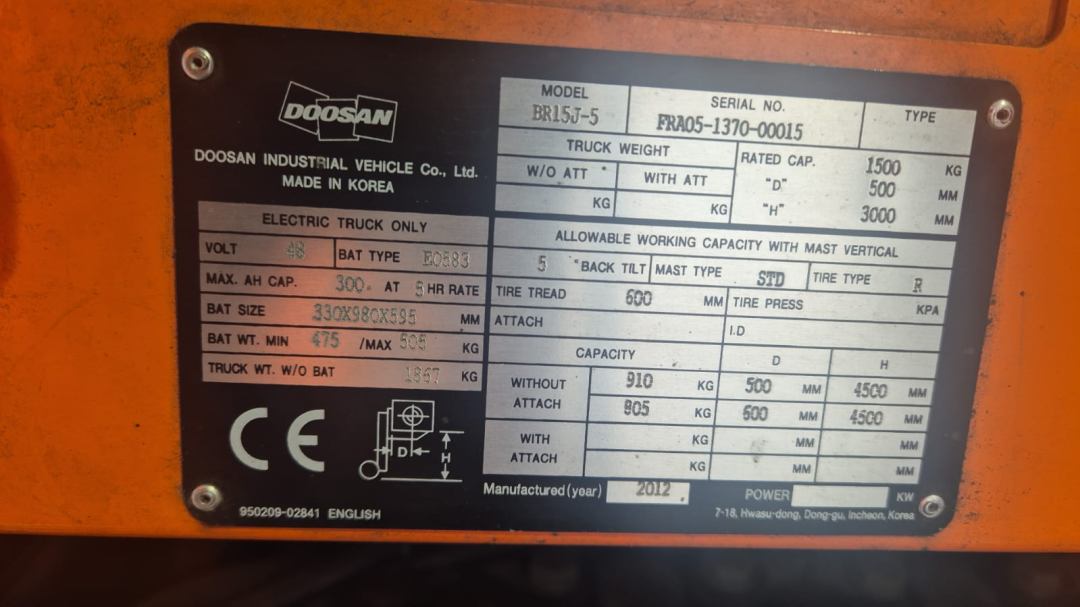 DOOSAN
DOOSAN INDUSTRIAL VEHICLE Co., Ltd.
MADE IN KOREA
ELECTRIC TRUCK ONLY
VOLT 48 BAT TYPE E0583
MAX. AH CAP. 300 AT 5 HR RATE
BAT SIZE 330X980X595 MM
BAT WT. MIN 475 /MAX 505 KG
TRUCK WT. W/O BAT 1867 KG
CE
D
H
950209-02841 ENGLISH
MODEL SERIAL NO. TYPE
BR15J-5 FRA05-1370-00015
TRUCK WEIGHT
W/O ATT WITH ATT
KG KG
RATED CAP. 1500 KG
"D" 500 MM
"H" 3000 MM
ALLOWABLE WORKING CAPACITY WITH MAST VERTICAL
5 °BACK TILT MAST TYPE STD TIRE TYPE R
TIRE TREAD 600 MM TIRE PRESS KPA
ATTACH I.D
CAPACITY D H
WITHOUT ATTACH 910 KG 500 MM 4500 MM
805 KG 600 MM 4500 MM
WITH ATTACH KG MM MM
KG MM MM
Manufactured (year) 2012 POWER KW
7-18, Hwasu-dong, Dong-gu, Incheon, Korea